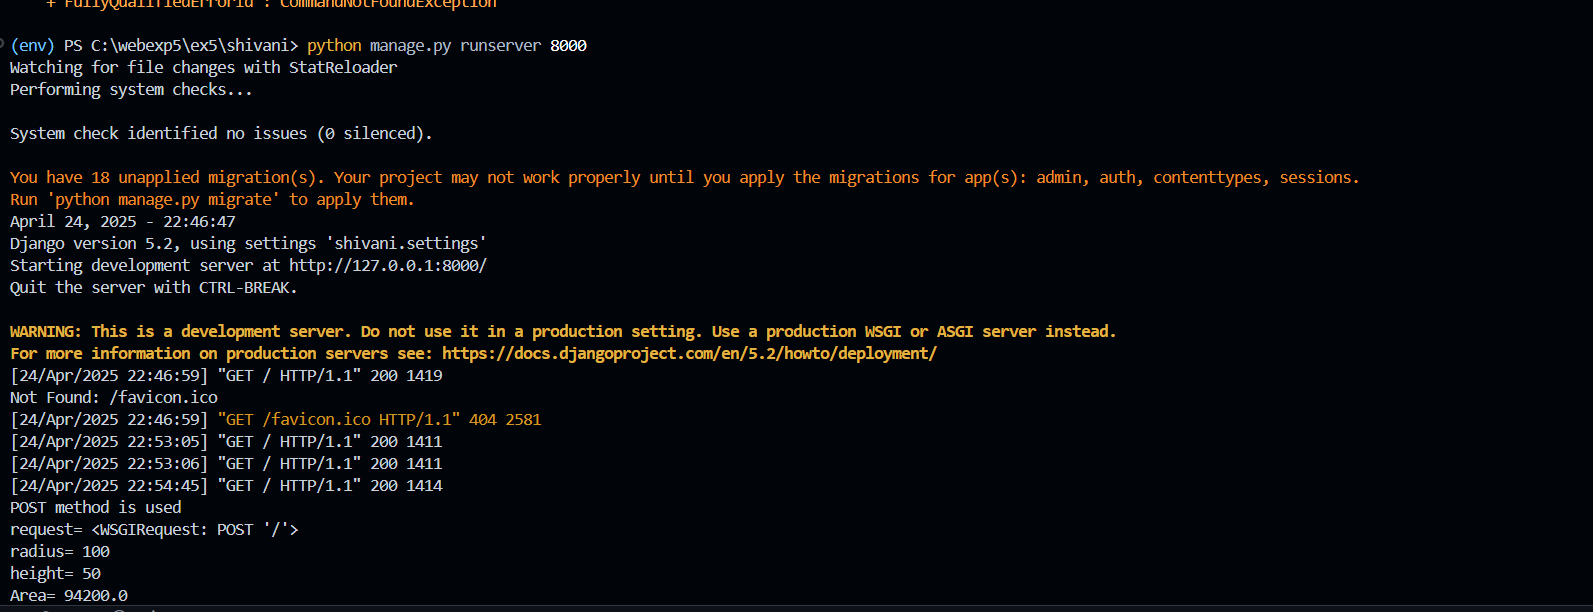 + FullyQualifiedErrorId : CommandNotFoundException
(env) PS C:\webexp5\ex5\shivani> python manage.py runserver 8000
Watching for file changes with StatReloader
Performing system checks...
System check identified no issues (0 silenced).
You have 18 unapplied migration(s). Your project may not work properly until you apply the migrations for app(s): admin, auth, contenttypes, sessions.
Run 'python manage.py migrate' to apply them.
April 24, 2025 - 22:46:47
Django version 5.2, using settings 'shivani.settings'
Starting development server at http://127.0.0.1:8000/
Quit the server with CTRL-BREAK.
WARNING: This is a development server. Do not use it in a production setting. Use a production WSGI or ASGI server instead.
For more information on production servers see: https://docs.djangoproject.com/en/5.2/howto/deployment/
[24/Apr/2025 22:46:59] "GET / HTTP/1.1" 200 1419
Not Found: /favicon.ico
[24/Apr/2025 22:46:59] "GET /favicon.ico HTTP/1.1" 404 2581
[24/Apr/2025 22:53:05] "GET / HTTP/1.1" 200 1411
[24/Apr/2025 22:53:06] "GET / HTTP/1.1" 200 1411
[24/Apr/2025 22:54:45] "GET / HTTP/1.1" 200 1414
POST method is used
request= <WSGIRequest: POST '/'>
radius= 100
height= 50
Area= 94200.0